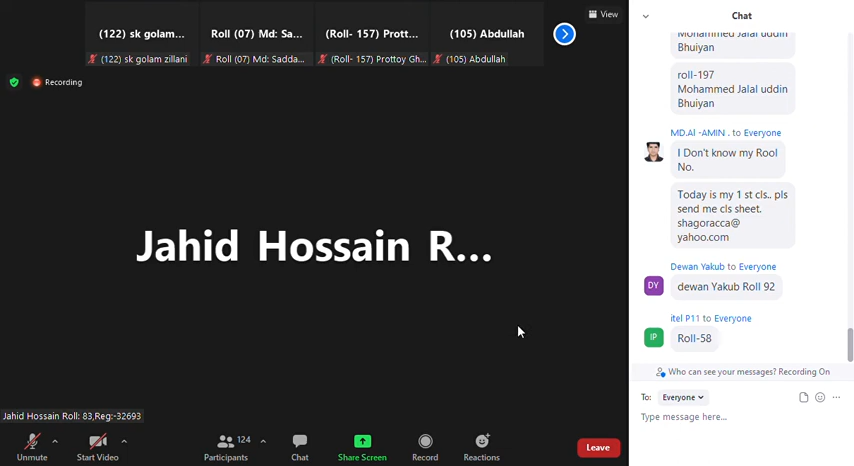 (122) sk golam...
Roll (07) Md: Sa...
(Roll- 157) Prott...
(105) Abdullah
View
(122) sk golam zillani
Roll (07) Md: Sadda...
(Roll- 157) Prottoy Gh...
(105) Abdullah
Recording
Jahid Hossain R...
Jahid Hossain Roll: 83,Reg:-32693
Unmute
Start Video
124
Participants
Chat
Share Screen
Record
Reactions
Leave
Chat
Mohammed Jalal uddin
Bhuiyan
roll-197
Mohammed Jalal uddin
Bhuiyan
MD.Al -AMIN . to Everyone
I Don't know my Rool
No.
Today is my 1 st cls.. pls
send me cls sheet.
shagoracca@
yahoo.com
Dewan Yakub to Everyone
DY
dewan Yakub Roll 92
itel P11 to Everyone
IP
Roll-58
Who can see your messages? Recording On
To: Everyone
Type message here...